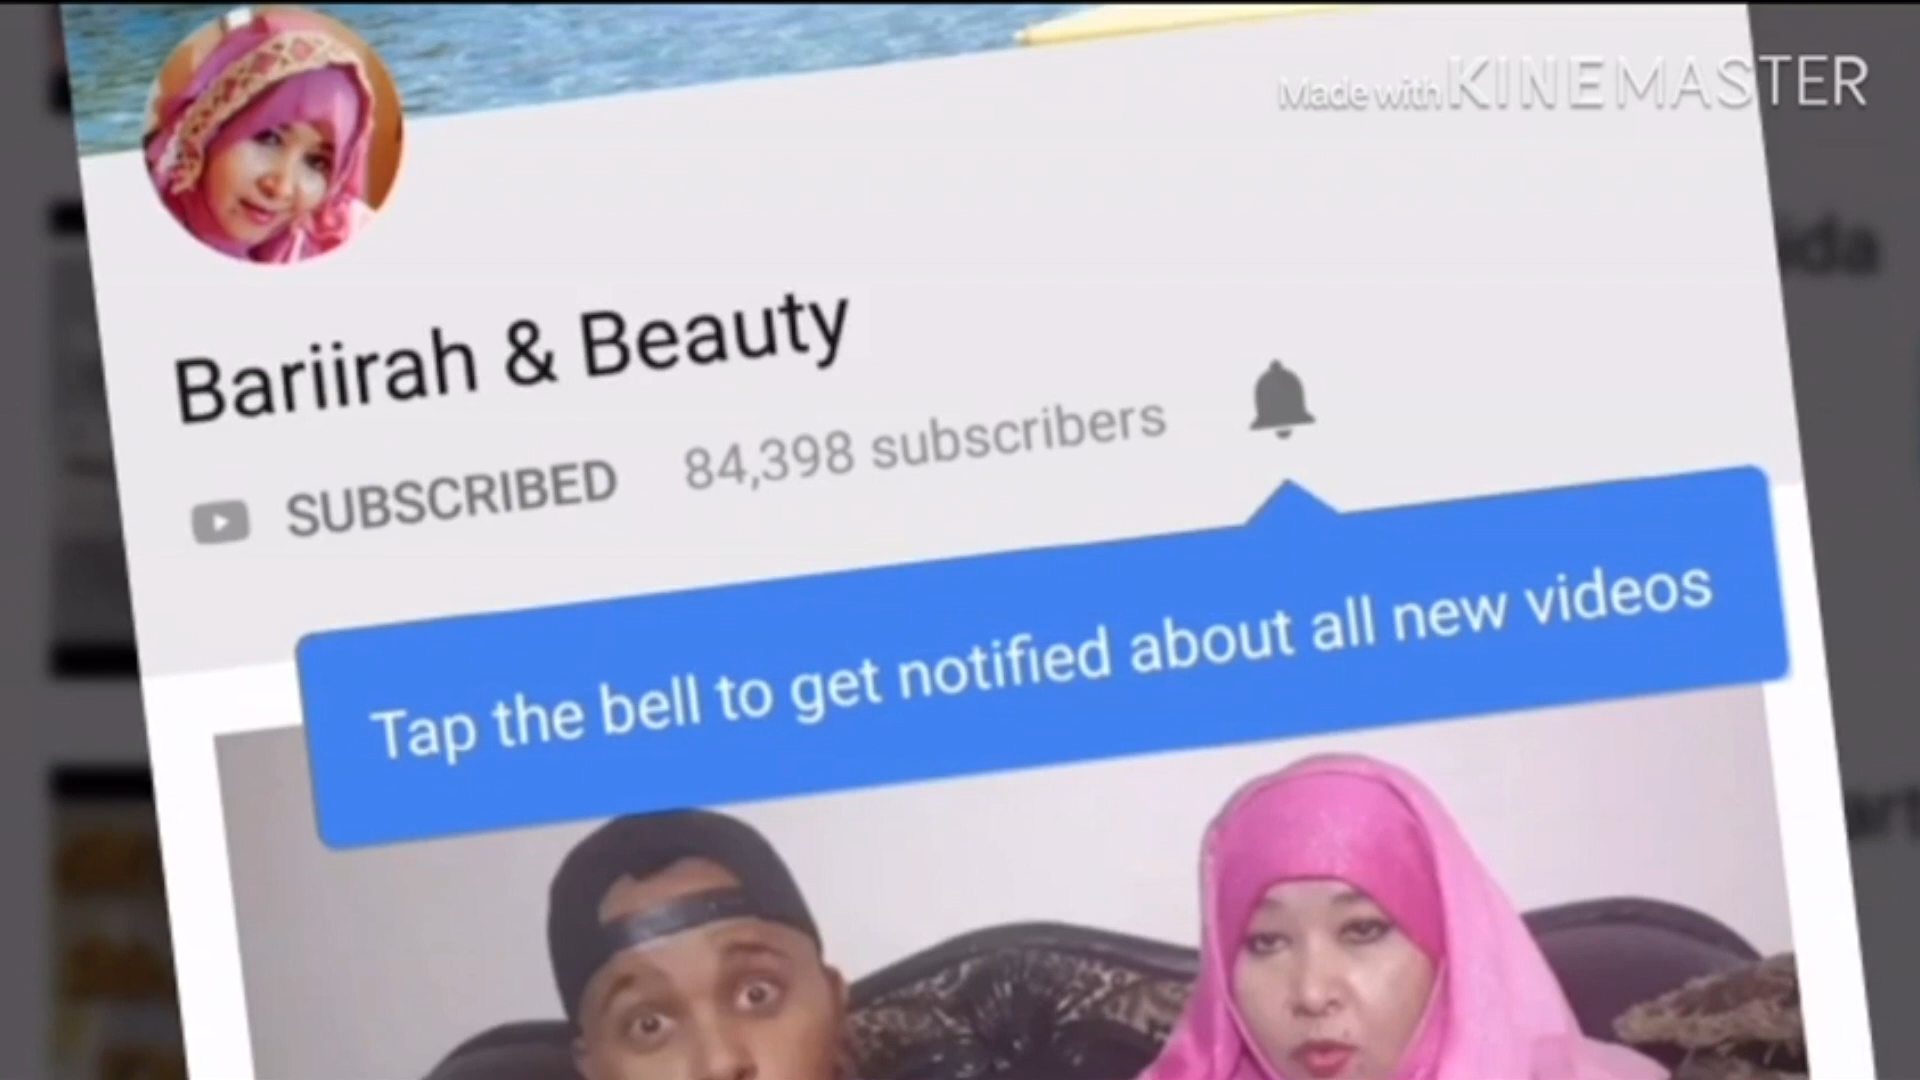 Made with KINEMASTER
Bariirah & Beauty
SUBSCRIBED 84,398 subscribers
Tap the bell to get notified about all new videos